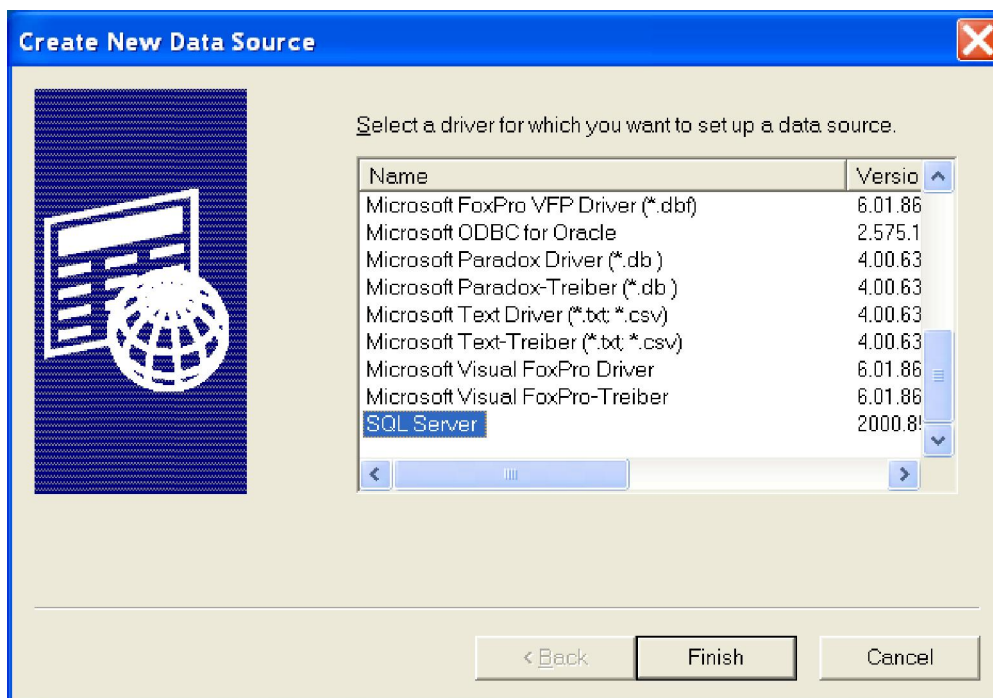 Create New Data Source
Select a driver for which you want to set up a data source.
Name Versio
Microsoft FoxPro VFP Driver (*.dbf) 6.01.86
Microsoft ODBC for Oracle 2.575.1
Microsoft Paradox Driver (*.db ) 4.00.63
Microsoft Paradox-Treiber (*.db ) 4.00.63
Microsoft Text Driver (*.txt; *.csv) 4.00.63
Microsoft Text-Treiber (*.txt; *.csv) 4.00.63
Microsoft Visual FoxPro Driver 6.01.86
Microsoft Visual FoxPro-Treiber 6.01.86
SQL Server 2000.8
< Back Finish Cancel